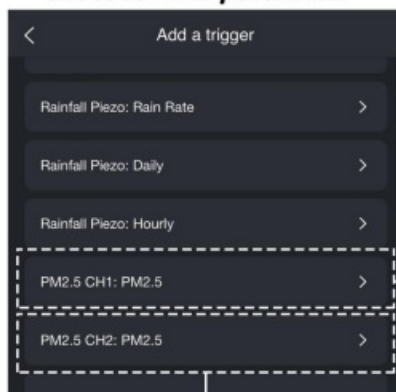 Add a trigger
Rainfall Piezo: Rain Rate
Rainfall Piezo: Daily
Rainfall Piezo: Hourly
PM2.5 CH1: PM2.5
PM2.5 CH2: PM2.5